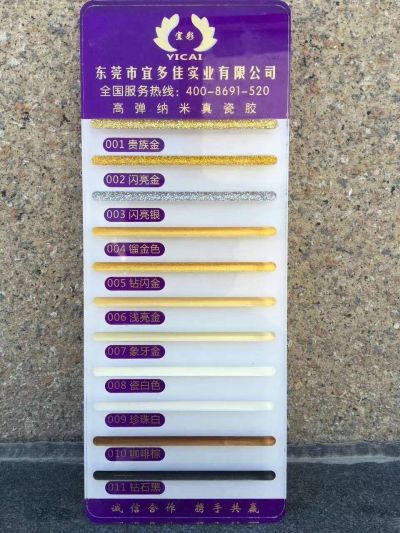 宜彩
YICAI
东莞市宜多佳实业有限公司
全国服务热线：400-8691-520
高弹纳米真瓷胶
001 贵族金
002 闪亮金
003 闪亮银
004 镏金色
005 钻闪金
006 浅亮金
007 象牙金
008 瓷白色
009 珍珠白
010 咖啡棕
011 钻石黑
诚信合作 携手共赢